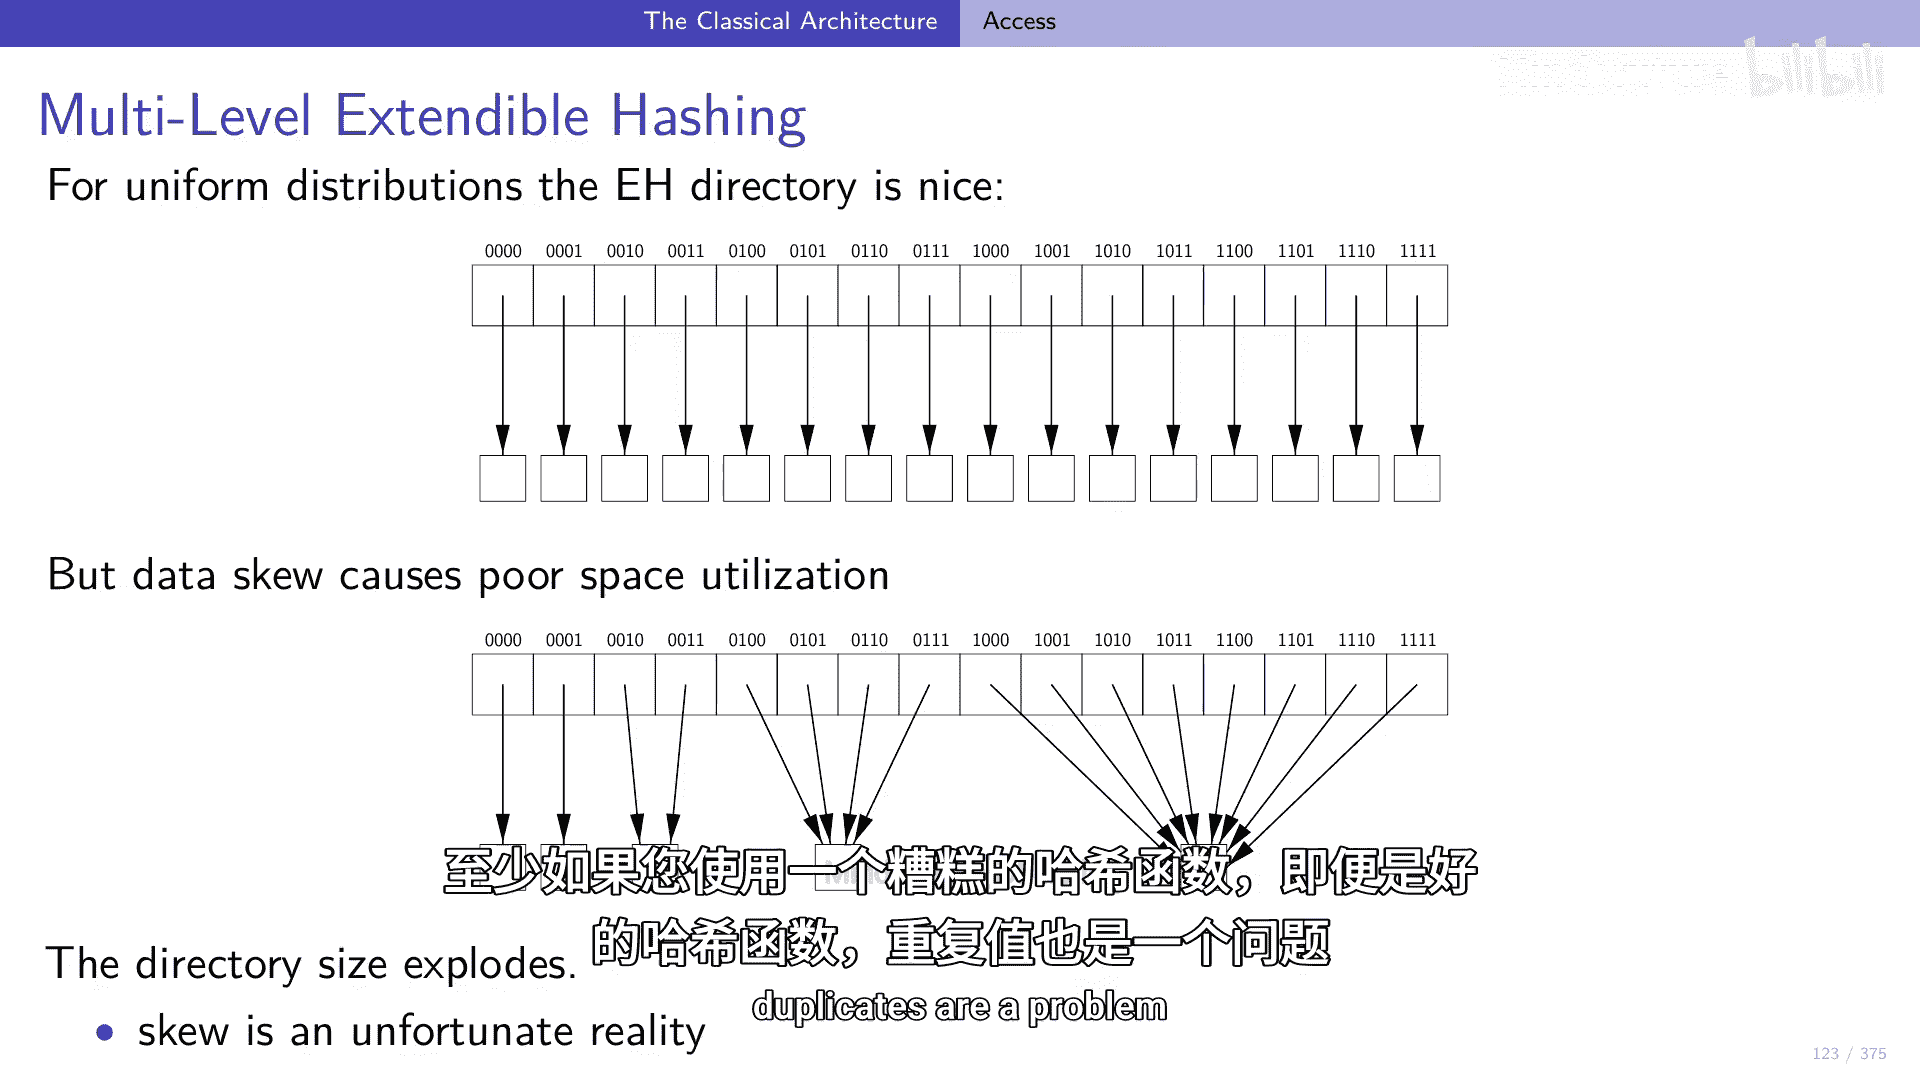 The Classical Architecture Access
bilibili
Multi-Level Extendible Hashing
For uniform distributions the EH directory is nice:
0000 0001 0010 0011 0100 0101 0110 0111 1000 1001 1010 1011 1100 1101 1110 1111
But data skew causes poor space utilization
0000 0001 0010 0011 0100 0101 0110 0111 1000 1001 1010 1011 1100 1101 1110 1111
至少如果您使用一个糟糕的哈希函数，即便是好
的哈希函数，重复值也是一个问题
The directory size explodes.
duplicates are a problem
• skew is an unfortunate reality
123 / 375